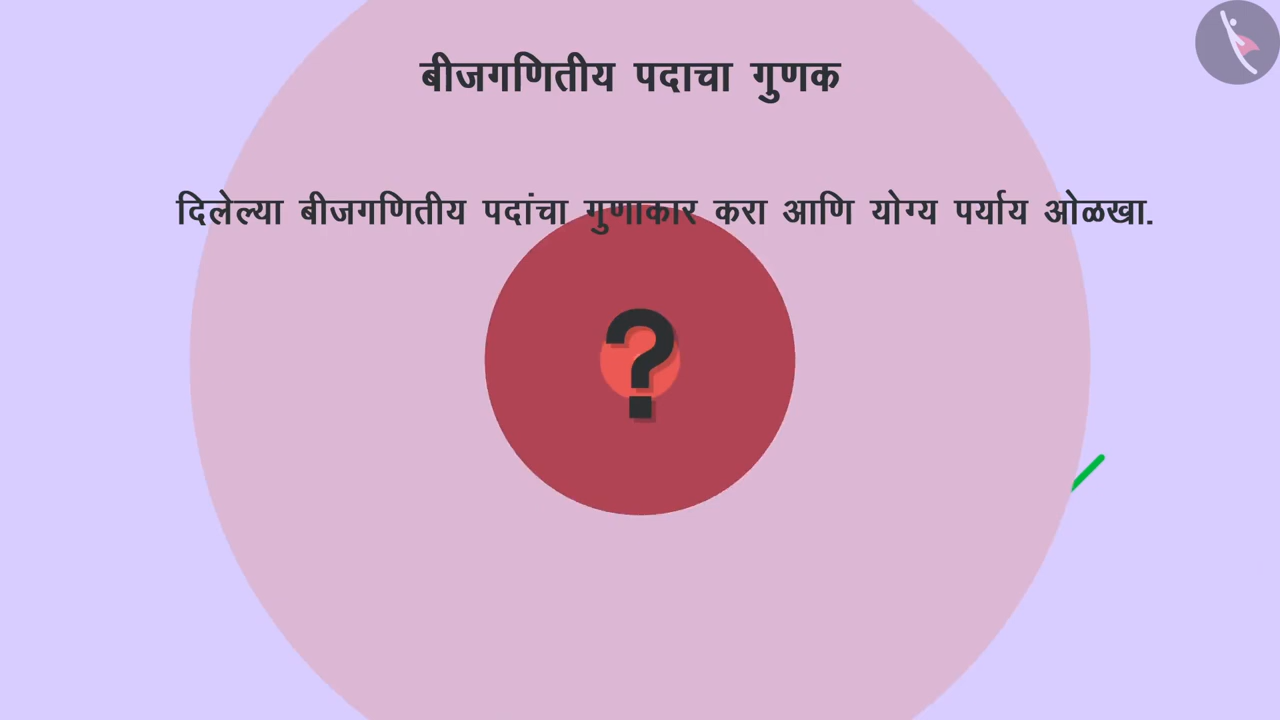 बीजगणितीय पदाचा गुणक
दिलेल्या बीजगणितीय पदांचा गुणाकार करा आणि योग्य पर्याय ओळखा.
?